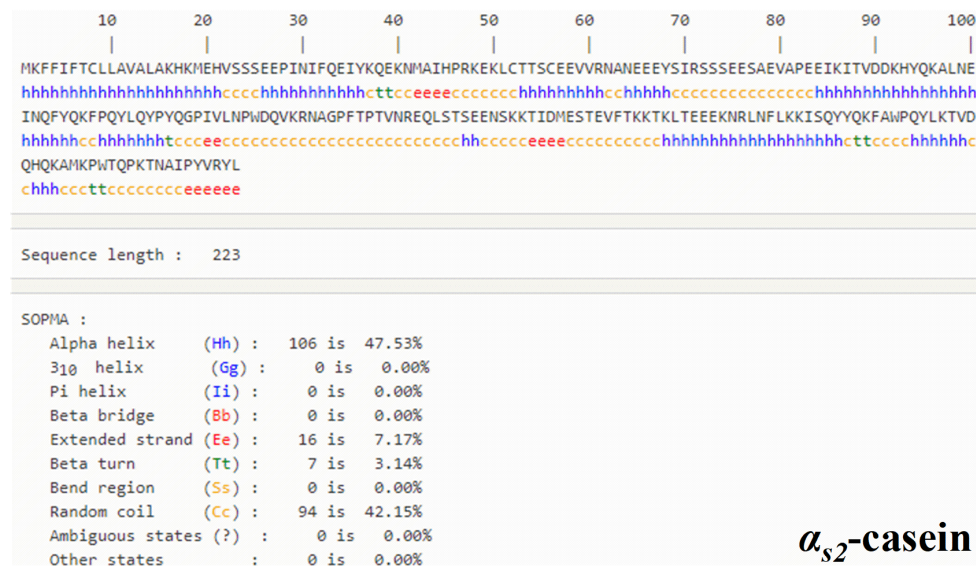 10 20 30 40 50 60 70 80 90 100
| | | | | | | | | |
MKFFIFTCLLAVALAKHKMEHVSSSEEPINIFQEIYKQEKNMAIHPRKEKLCTTSCEEVVRNANEEEYSIRSSSEESAEVAPEEIKITVDDKHYQKALNE
hhhhhhhhhhhhhhhhhhhhhcccchhhhhhhhhhhcttcceeeeccccccchhhhhhhhhcchhhhhccccccccccccccchhhhhhhhhhhhhhhhh
INQFYQKFPQYLQYPYQGPIVLNPWDQVKRNAGPFTPTVNREQLSTSEENSKKTIDMESTEVFTKKTKLTEEEKNRLNFLKKISQYYQKFAWPQYLKTVD
hhhhhhcchhhhhhhtccceeccccccccccccccccccccccccchhccccceeeecccccccccchhhhhhhhhhhhhhhhhhhcttcccchhhhhhc
QHQKAMKPWTQPKTNAIPYVRYL
chhhcccttcccccccceeeeee
Sequence length :   223
SOPMA :
Alpha helix (Hh) : 106 is 47.53%
3₁₀ helix (Gg) : 0 is 0.00%
Pi helix (Ii) : 0 is 0.00%
Beta bridge (Bb) : 0 is 0.00%
Extended strand (Ee) : 16 is 7.17%
Beta turn (Tt) : 7 is 3.14%
Bend region (Ss) : 0 is 0.00%
Random coil (Cc) : 94 is 42.15%
Ambiguous states (?) : 0 is 0.00%
Other states : 0 is 0.00%
αs2-casein